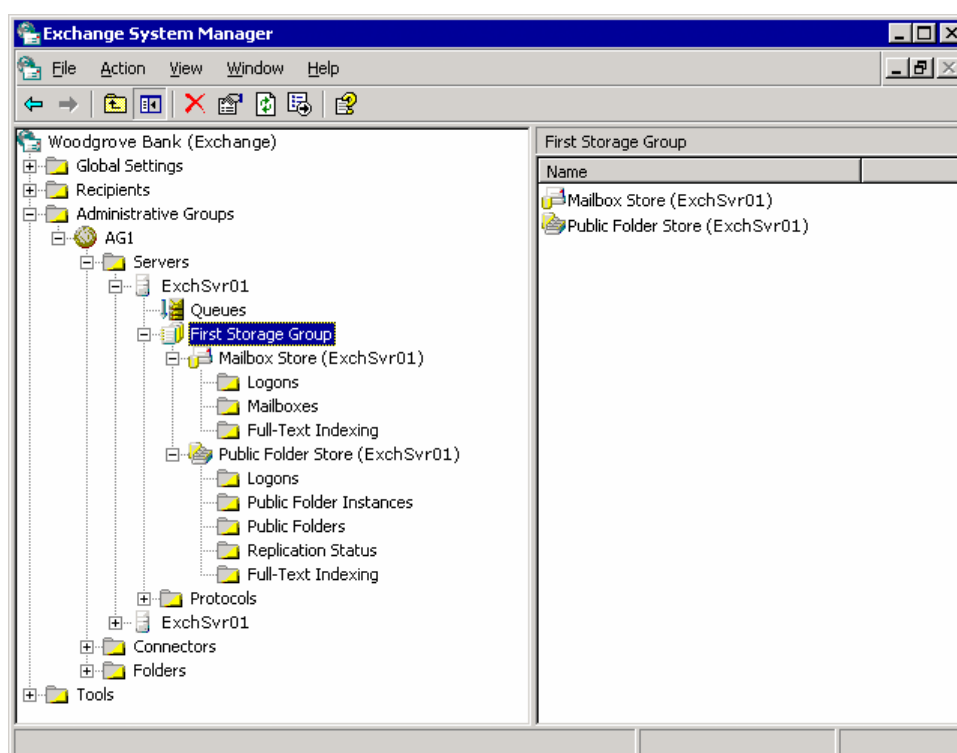 Exchange System Manager
File Action View Window Help
Woodgrove Bank (Exchange)
Global Settings
Recipients
Administrative Groups
AG1
Servers
ExchSvr01
Queues
First Storage Group
Mailbox Store (ExchSvr01)
Logons
Mailboxes
Full-Text Indexing
Public Folder Store (ExchSvr01)
Logons
Public Folder Instances
Public Folders
Replication Status
Full-Text Indexing
Protocols
ExchSvr01
Connectors
Folders
Tools
First Storage Group
Name
Mailbox Store (ExchSvr01)
Public Folder Store (ExchSvr01)